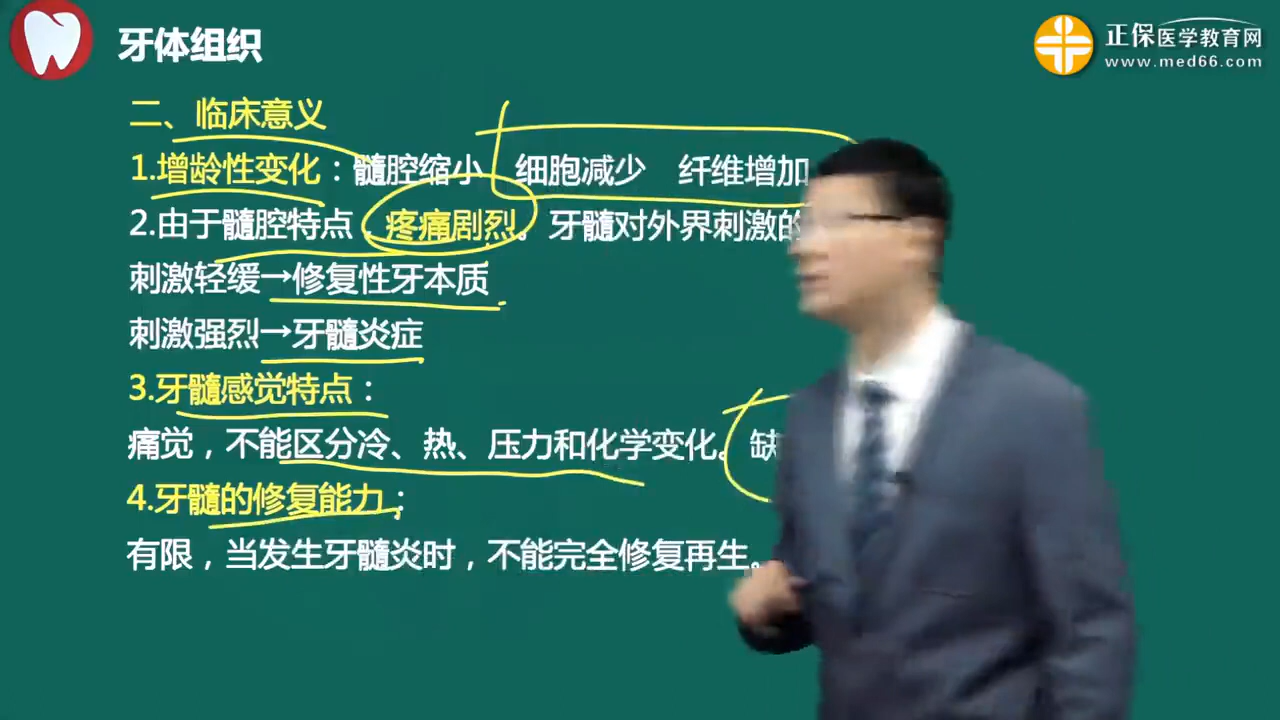 牙体组织
正保医学教育网
www.med66.com
二、临床意义
1.增龄性变化：髓腔缩小 细胞减少 纤维增加
2.由于髓腔特点，疼痛剧烈。牙髓对外界刺激的
刺激轻缓→修复性牙本质
刺激强烈→牙髓炎症
3.牙髓感觉特点：
痛觉，不能区分冷、热、压力和化学变化。缺
4.牙髓的修复能力：
有限，当发生牙髓炎时，不能完全修复再生。